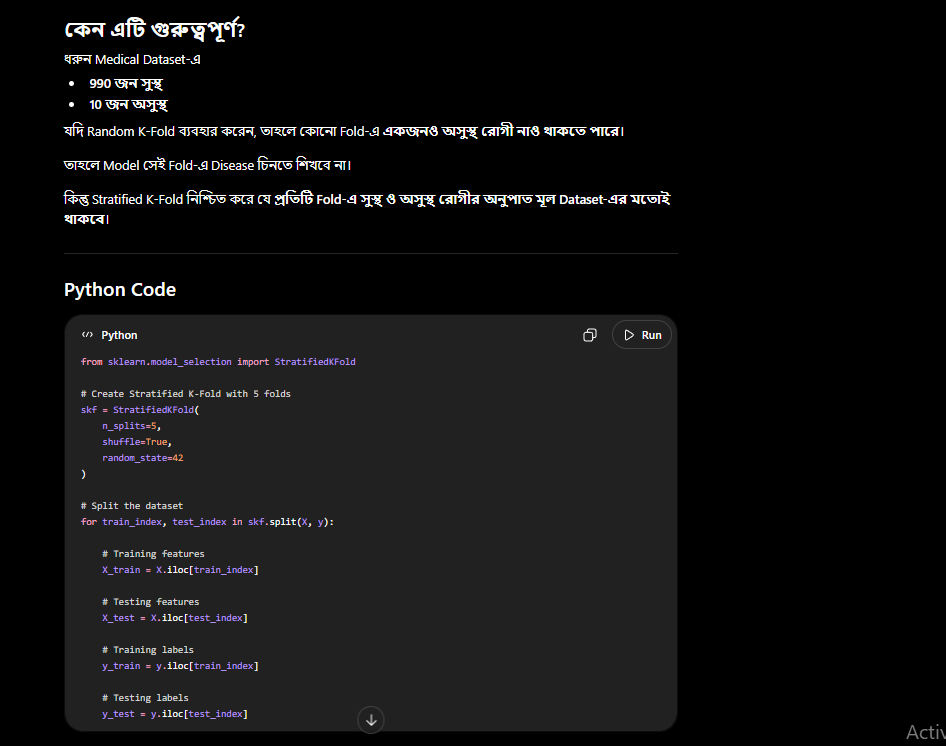 কেন এটি গুরুত্বপূর্ণ?
ধরুন Medical Dataset-এ
• 990 জন সুস্থ
• 10 জন অসুস্থ
যদি Random K-Fold ব্যবহার করেন, তাহলে কোনো Fold-এ একজনও অসুস্থ রোগী নাও থাকতে পারে।
তাহলে Model সেই Fold-এ Disease চিনতে শিখবে না।
কিন্তু Stratified K-Fold নিশ্চিত করে যে প্রতিটি Fold-এ সুস্থ ও অসুস্থ রোগীর অনুপাত মূল Dataset-এর মতোই
থাকবে।
Python Code
Python
Run
from sklearn.model_selection import StratifiedKFold
# Create Stratified K-Fold with 5 folds
skf = StratifiedKFold(
    n_splits=5,
    shuffle=True,
    random_state=42
)
# Split the dataset
for train_index, test_index in skf.split(X, y):
    # Training features
    X_train = X.iloc[train_index]
    # Testing features
    X_test = X.iloc[test_index]
    # Training labels
    y_train = y.iloc[train_index]
    # Testing labels
    y_test = y.iloc[test_index]